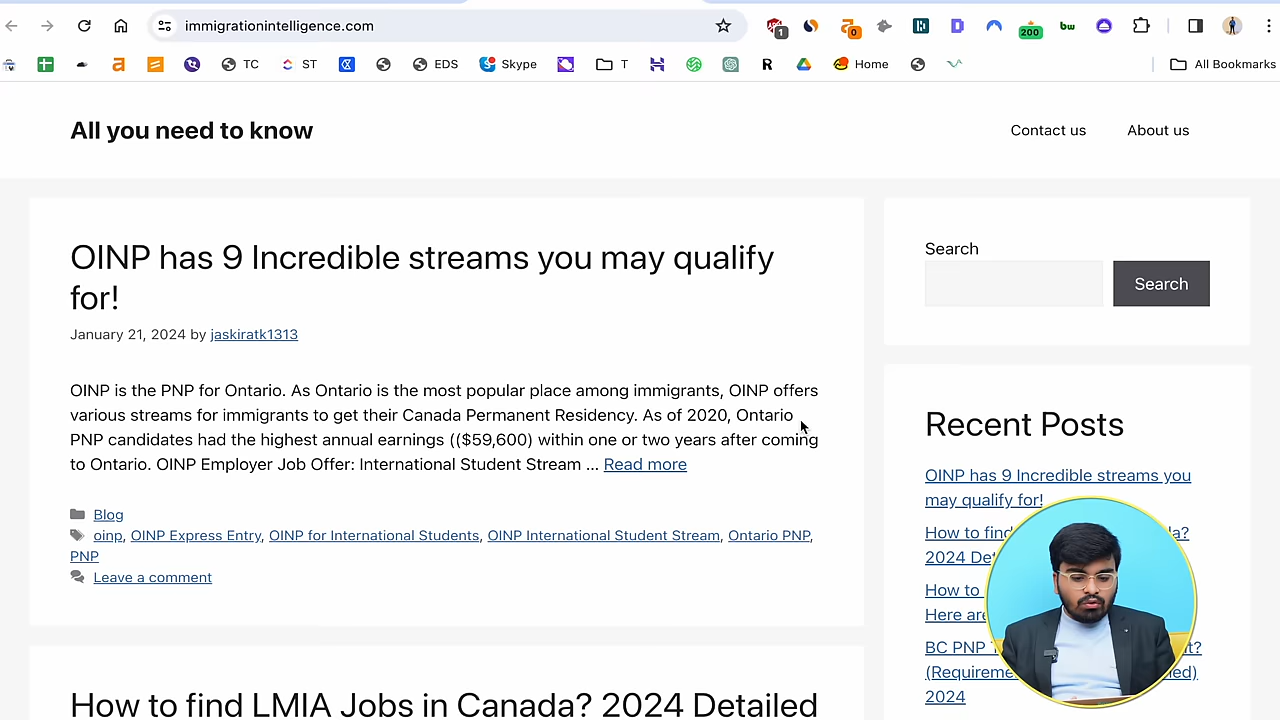 immigrationintelligence.com
1
0
200
bw
TC
ST
EDS
Skype
T
R
Home
All Bookmarks
All you need to know
Contact us
About us
OINP has 9 Incredible streams you may qualify
for!
January 21, 2024 by jaskiratk1313
OINP is the PNP for Ontario. As Ontario is the most popular place among immigrants, OINP offers
various streams for immigrants to get their Canada Permanent Residency. As of 2020, Ontario
PNP candidates had the highest annual earnings (($59,600) within one or two years after coming
to Ontario. OINP Employer Job Offer: International Student Stream ... Read more
Blog
oinp, OINP Express Entry, OINP for International Students, OINP International Student Stream, Ontario PNP,
PNP
Leave a comment
How to find LMIA Jobs in Canada? 2024 Detailed
Search
Search
Recent Posts
OINP has 9 Incredible streams you
may qualify for!
How to
2024
How to
Here
BC PNP
2024